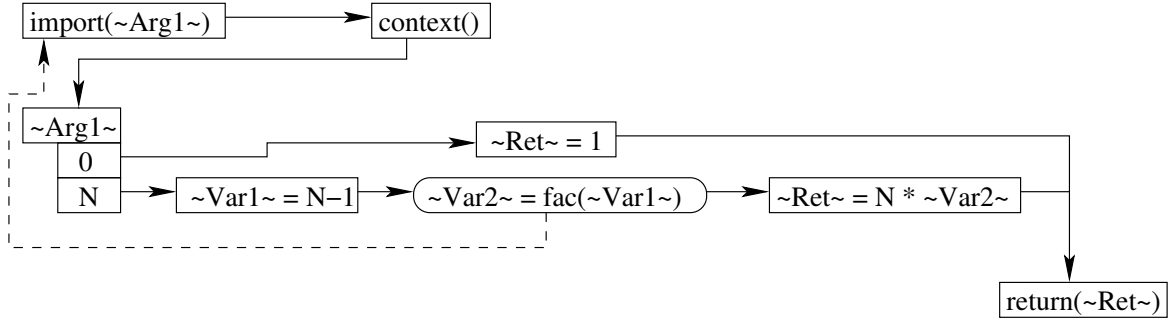 import(~Arg1~)
context()
~Arg1~
0
~Ret~ = 1
N
~Var1~ = N−1
~Var2~ = fac(~Var1~)
~Ret~ = N * ~Var2~
return(~Ret~)